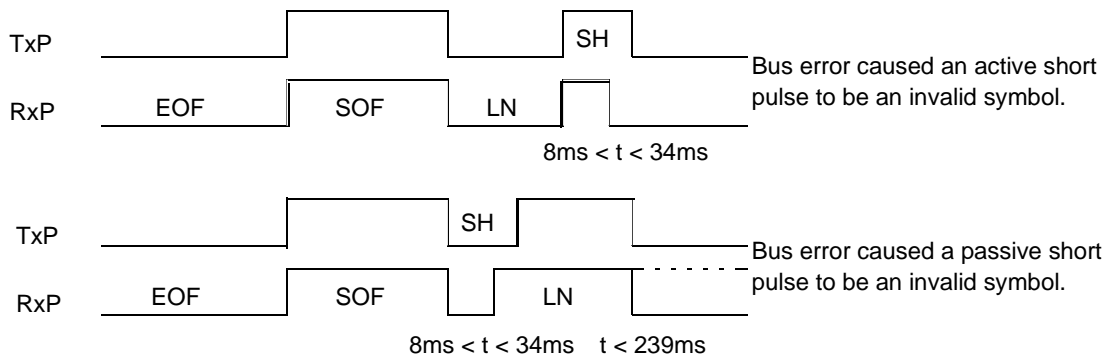 TxP
SH
Bus error caused an active short
pulse to be an invalid symbol.
RxP
EOF
SOF
LN
8ms < t < 34ms
TxP
SH
Bus error caused a passive short
pulse to be an invalid symbol.
RxP
EOF
SOF
LN
8ms < t < 34ms t < 239ms